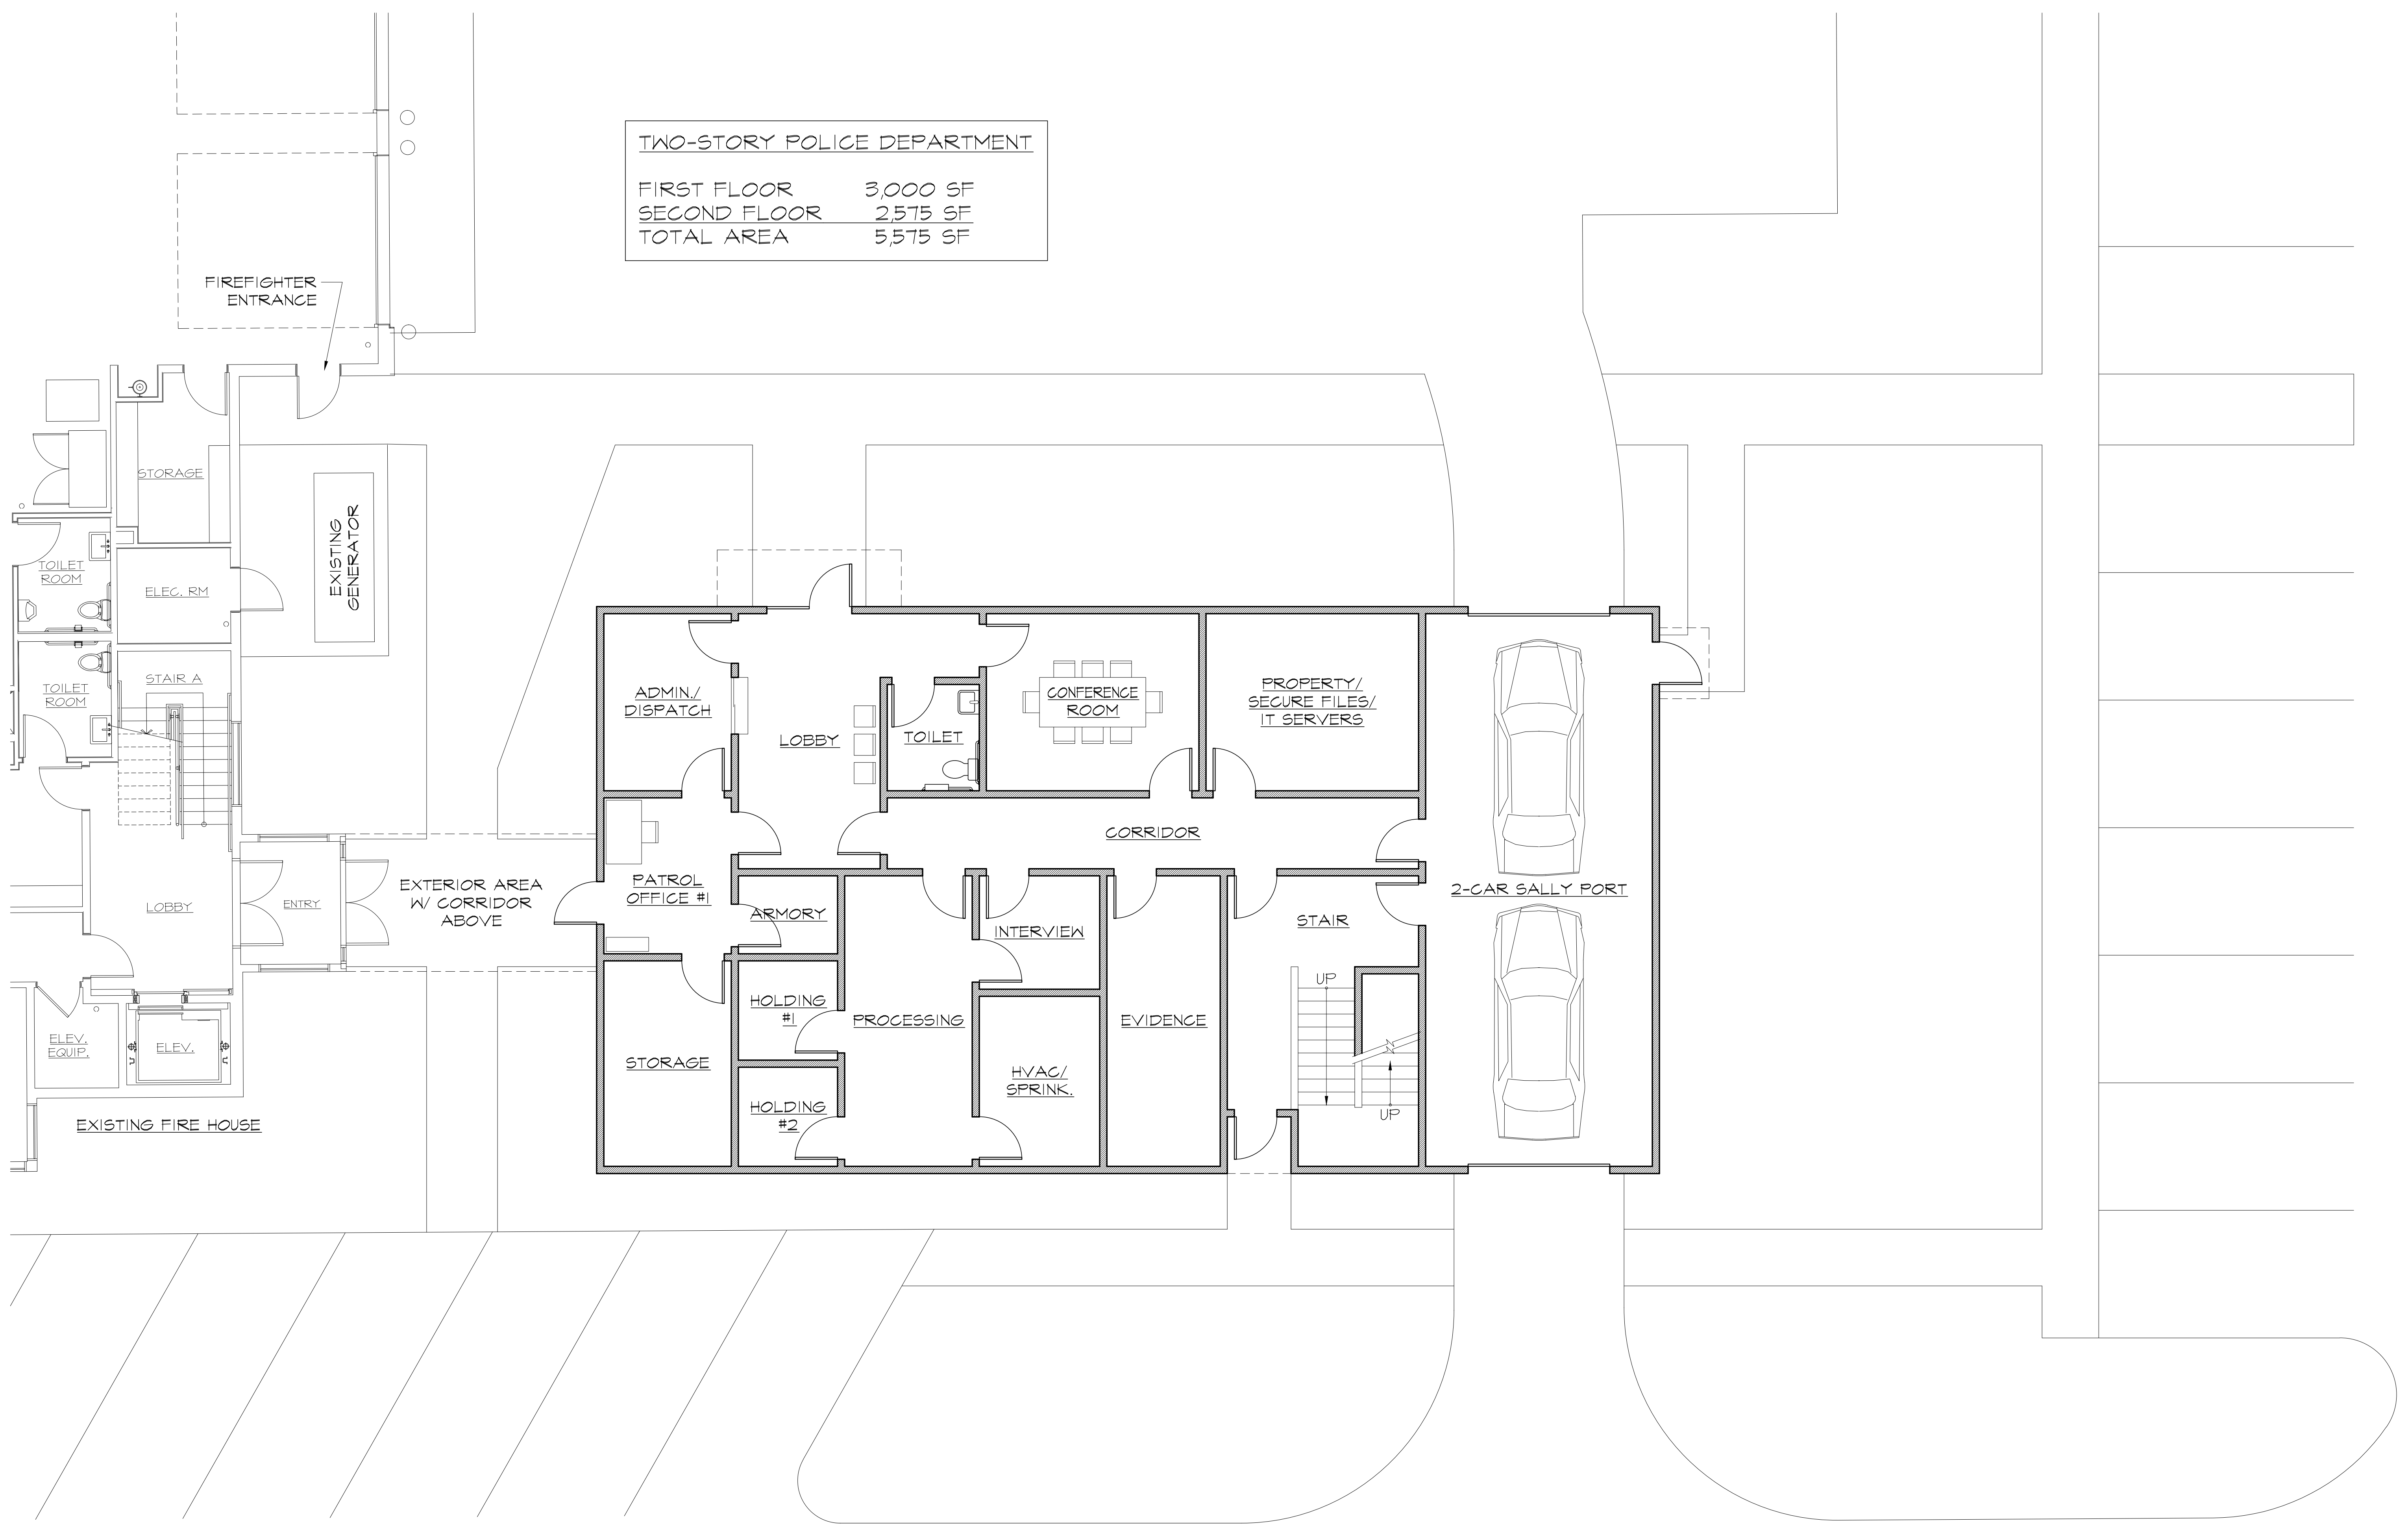 TWO-STORY POLICE DEPARTMENT
FIRST FLOOR 3,000 SF
SECOND FLOOR 2,575 SF
TOTAL AREA 5,575 SF
FIREFIGHTER
ENTRANCE
STORAGE
EXISTING
GENERATOR
TOILET
ROOM
ELEC. RM
TOILET
ROOM
STAIR A
LOBBY
ENTRY
EXTERIOR AREA
W/ CORRIDOR
ABOVE
ELEV.
EQUIP.
ELEV.
EXISTING FIRE HOUSE
ADMIN./
DISPATCH
LOBBY
TOILET
CONFERENCE
ROOM
PROPERTY/
SECURE FILES/
IT SERVERS
CORRIDOR
PATROL
OFFICE #1
ARMORY
INTERVIEW
STAIR
2-CAR SALLY PORT
UP
HOLDING
#1
PROCESSING
EVIDENCE
STORAGE
HVAC/
SPRINK.
HOLDING
#2
UP